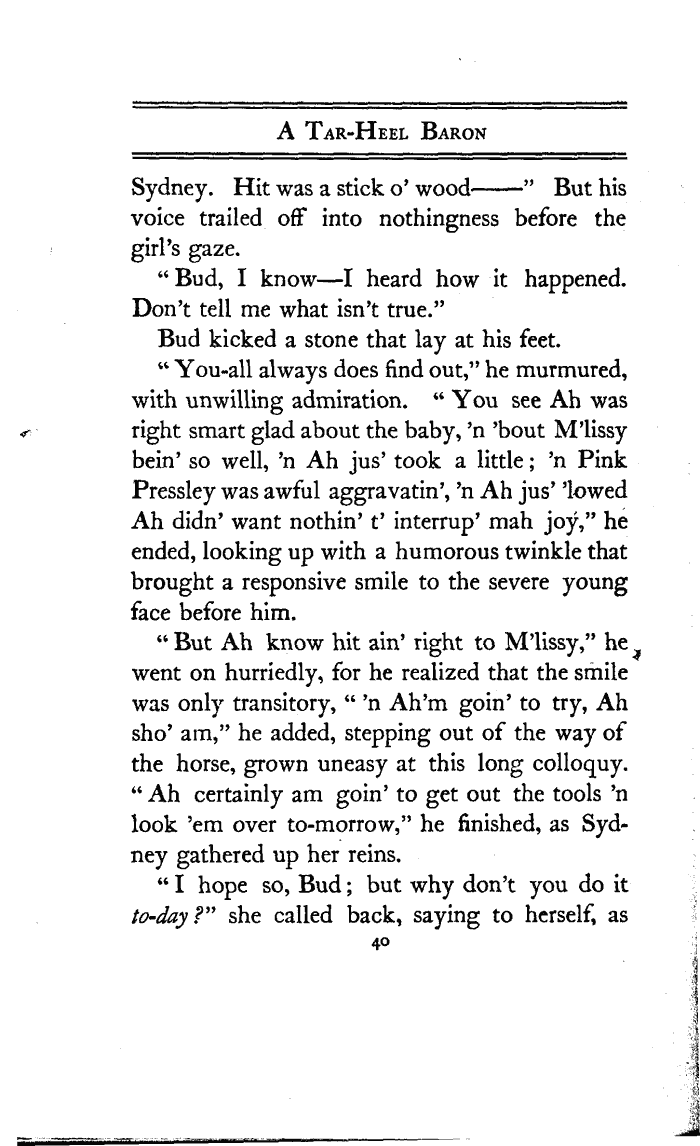 A Tar-Heel Baron
Sydney. Hit was a stick o' wood——" But his
voice trailed off into nothingness before the
girl's gaze.
"Bud, I know—I heard how it happened.
Don't tell me what isn't true."
Bud kicked a stone that lay at his feet.
"You-all always does find out," he murmured,
with unwilling admiration. "You see Ah was
right smart glad about the baby, 'n 'bout M'lissy
bein' so well, 'n Ah jus' took a little; 'n Pink
Pressley was awful aggravatin', 'n Ah jus' 'lowed
Ah didn' want nothin' t' interrup' mah joy," he
ended, looking up with a humorous twinkle that
brought a responsive smile to the severe young
face before him.
"But Ah know hit ain' right to M'lissy," he
went on hurriedly, for he realized that the smile
was only transitory, "'n Ah'm goin' to try, Ah
sho' am," he added, stepping out of the way of
the horse, grown uneasy at this long colloquy.
"Ah certainly am goin' to get out the tools 'n
look 'em over to-morrow," he finished, as Syd-
ney gathered up her reins.
"I hope so, Bud; but why don't you do it
to-day?" she called back, saying to herself, as
40